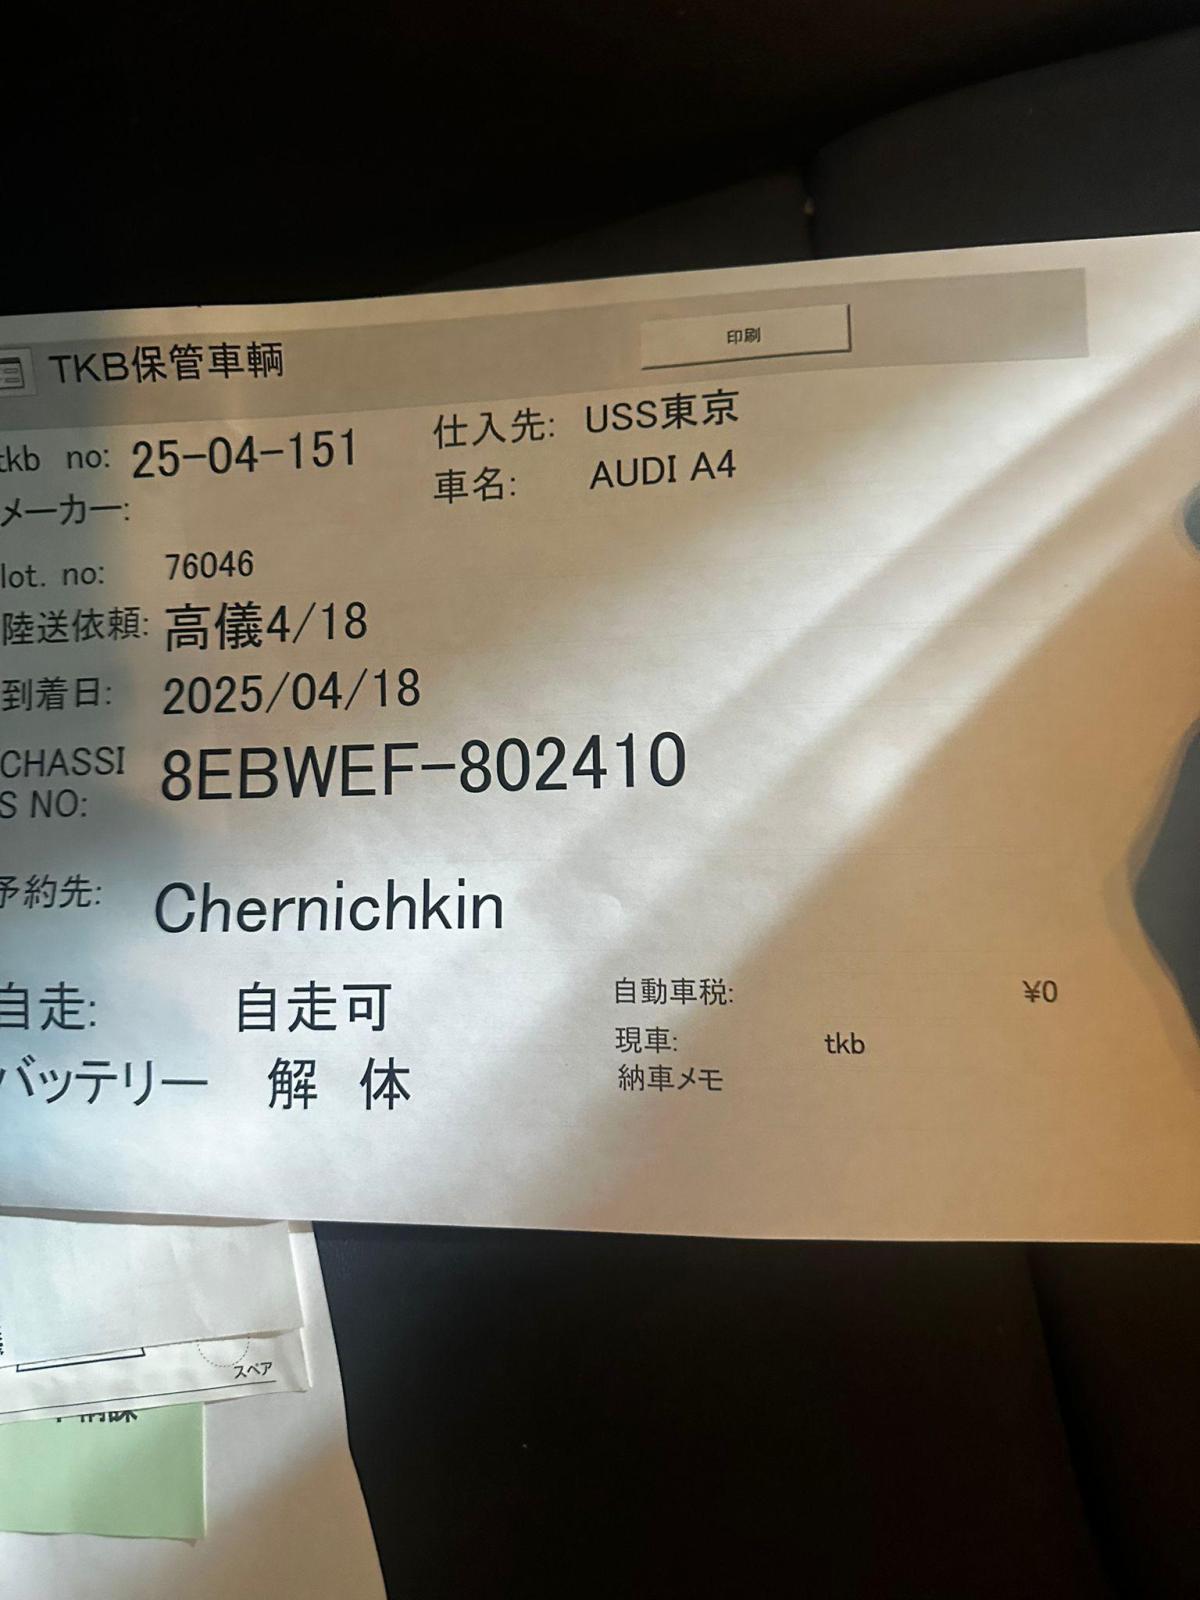 TKB保管車輌
印刷
tkb no: 25-04-151
仕入先: USS東京
メーカー:
車名: AUDI A4
lot. no: 76046
陸送依頼: 高儀4/18
到着日: 2025/04/18
CHASSI
S NO: 8EBWEF-802410
予約先: Chernichkin
自走: 自走可
自動車税: ¥0
現車: tkb
バッテリー 解 体
納車メモ
スペア